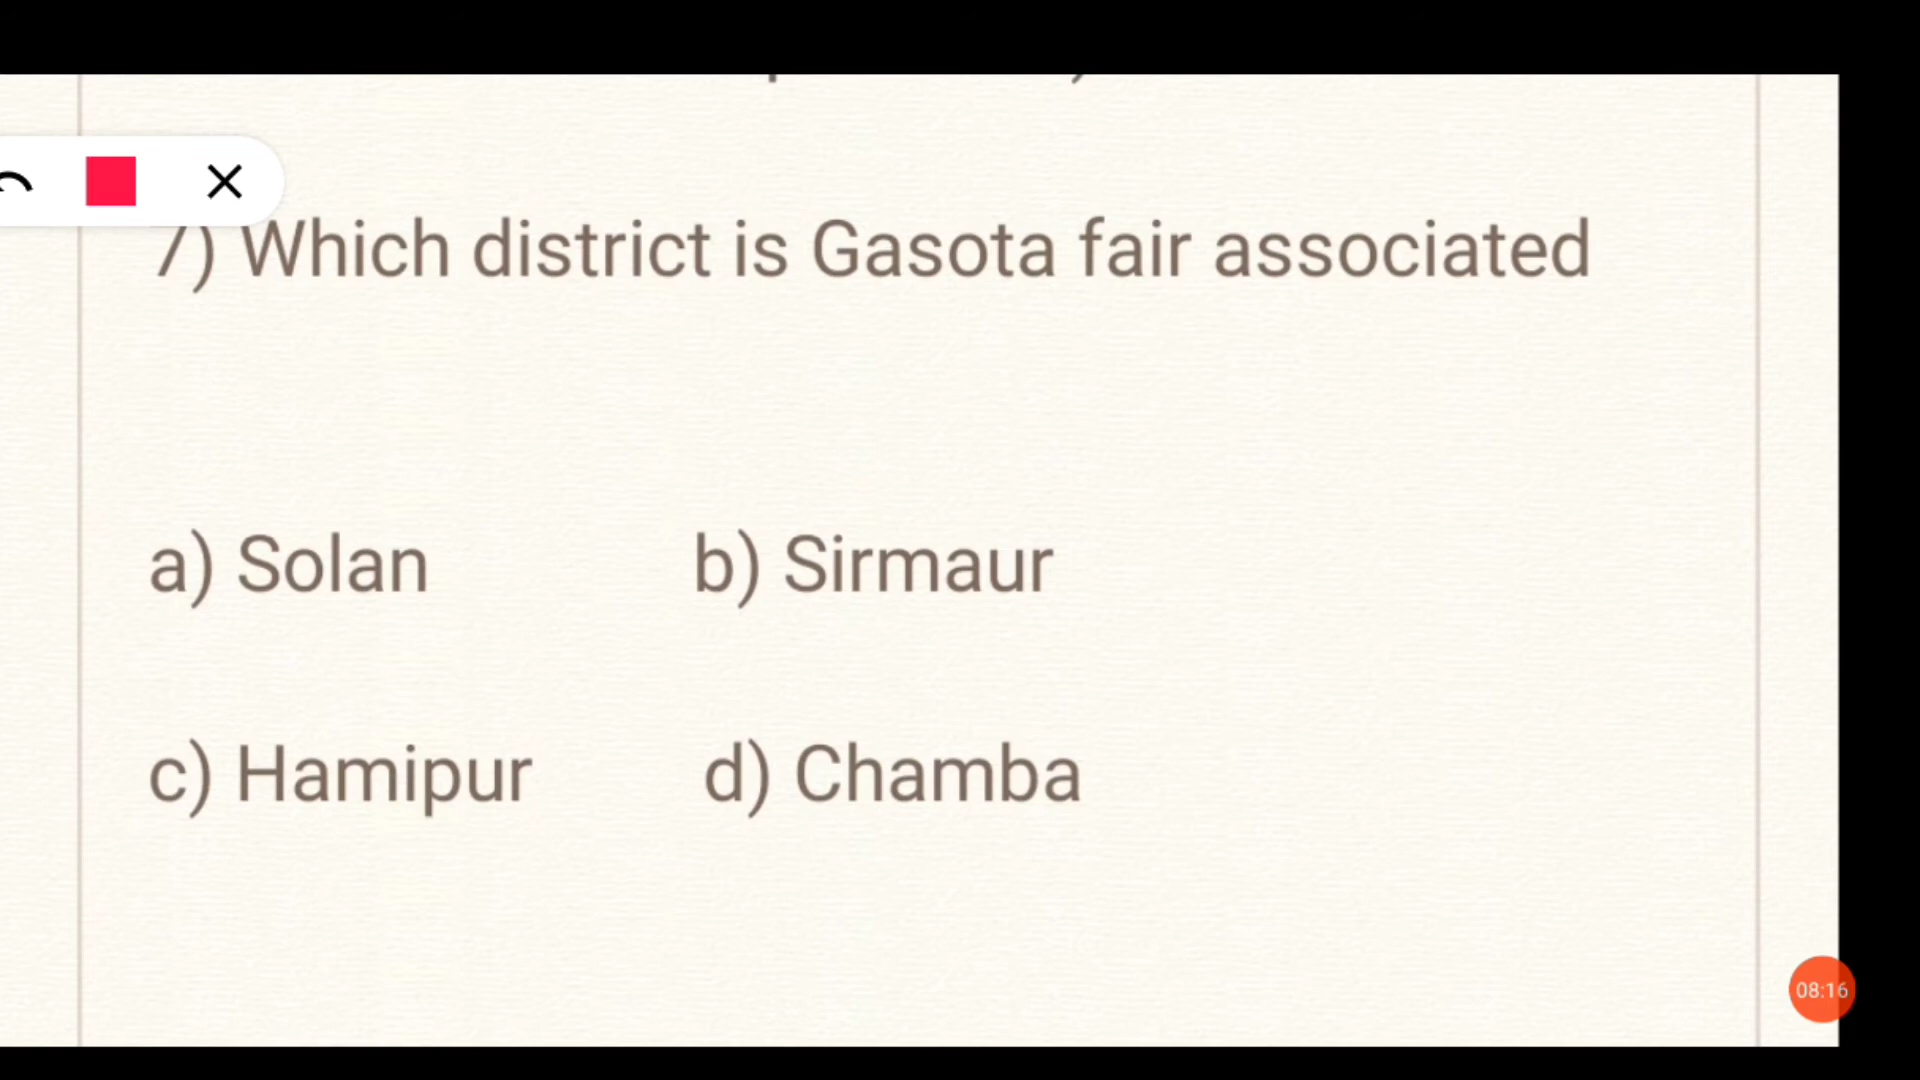 7) Which district is Gasota fair associated
a) Solan b) Sirmaur
c) Hamipur d) Chamba
08:16